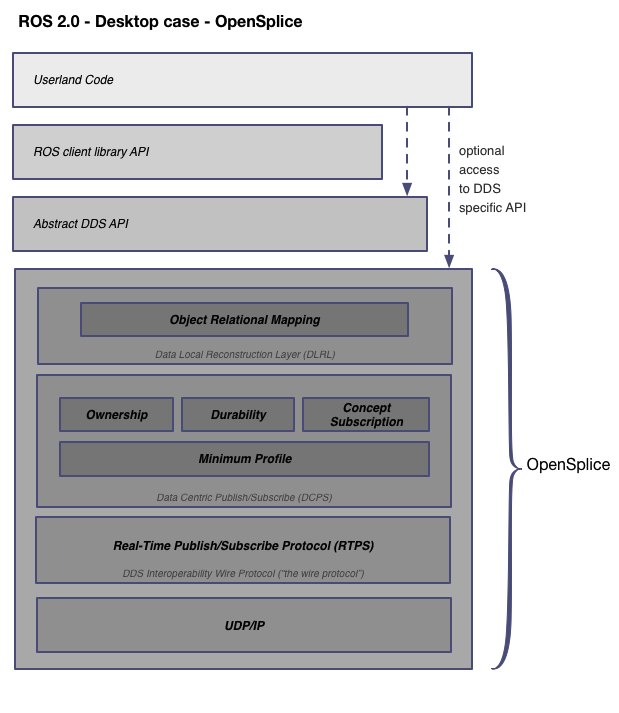 ROS 2.0 - Desktop case - OpenSplice
Userland Code
ROS client library API
optional
access
to DDS
specific API
Abstract DDS API
Object Relational Mapping
Data Local Reconstruction Layer (DLRL)
Ownership
Durability
Concept
Subscription
Minimum Profile
Data Centric Publish/Subscribe (DCPS)
OpenSplice
Real-Time Publish/Subscribe Protocol (RTPS)
DDS Interoperability Wire Protocol ("the wire protocol")
UDP/IP